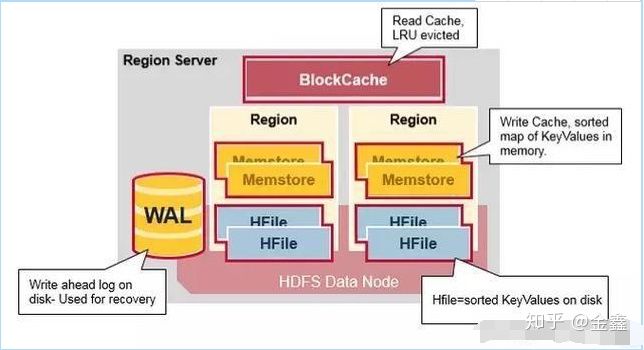 Read Cache,
LRU evicted
Region Server
BlockCache
Region
Region
Memstore
Memstore
Memstore
Memstore
Write Cache, sorted
map of KeyValues in
memory.
WAL
HFile
HFile
HFile
HFile
Write ahead log on
disk- Used for recovery
HDFS Data Node
Hfile=sorted KeyValues on disk
知乎 @金鑫